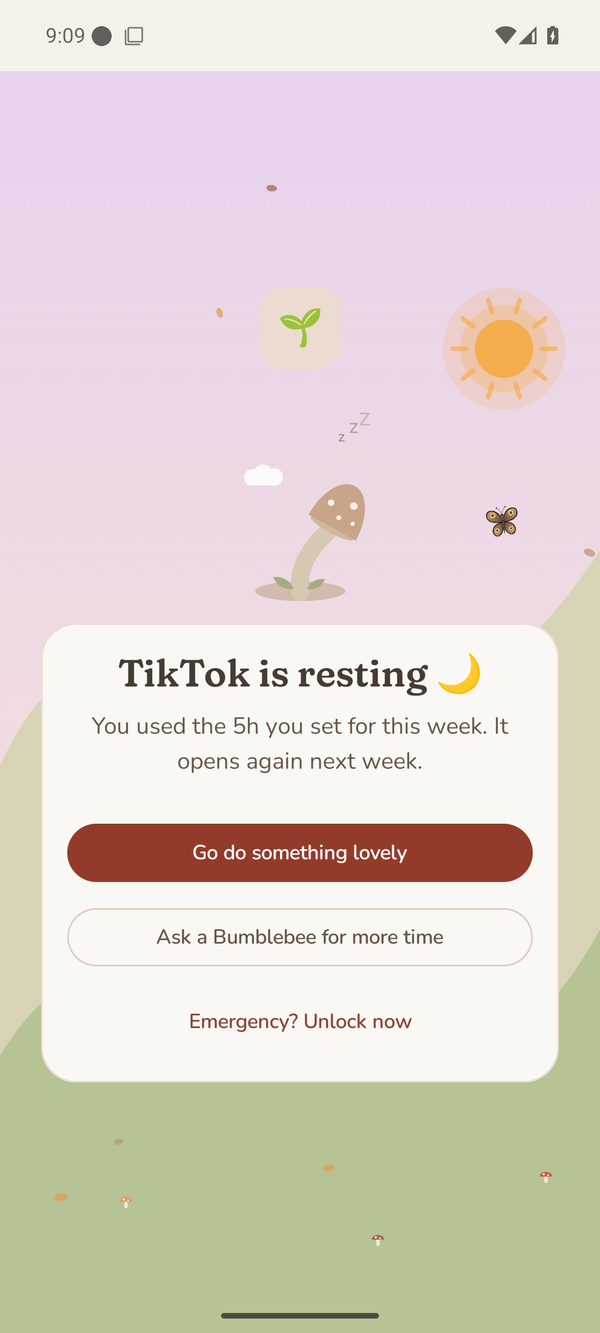 9:09
z z Z
TikTok is resting 🌙
You used the 5h you set for this week. It
opens again next week.
Go do something lovely
Ask a Bumblebee for more time
Emergency? Unlock now